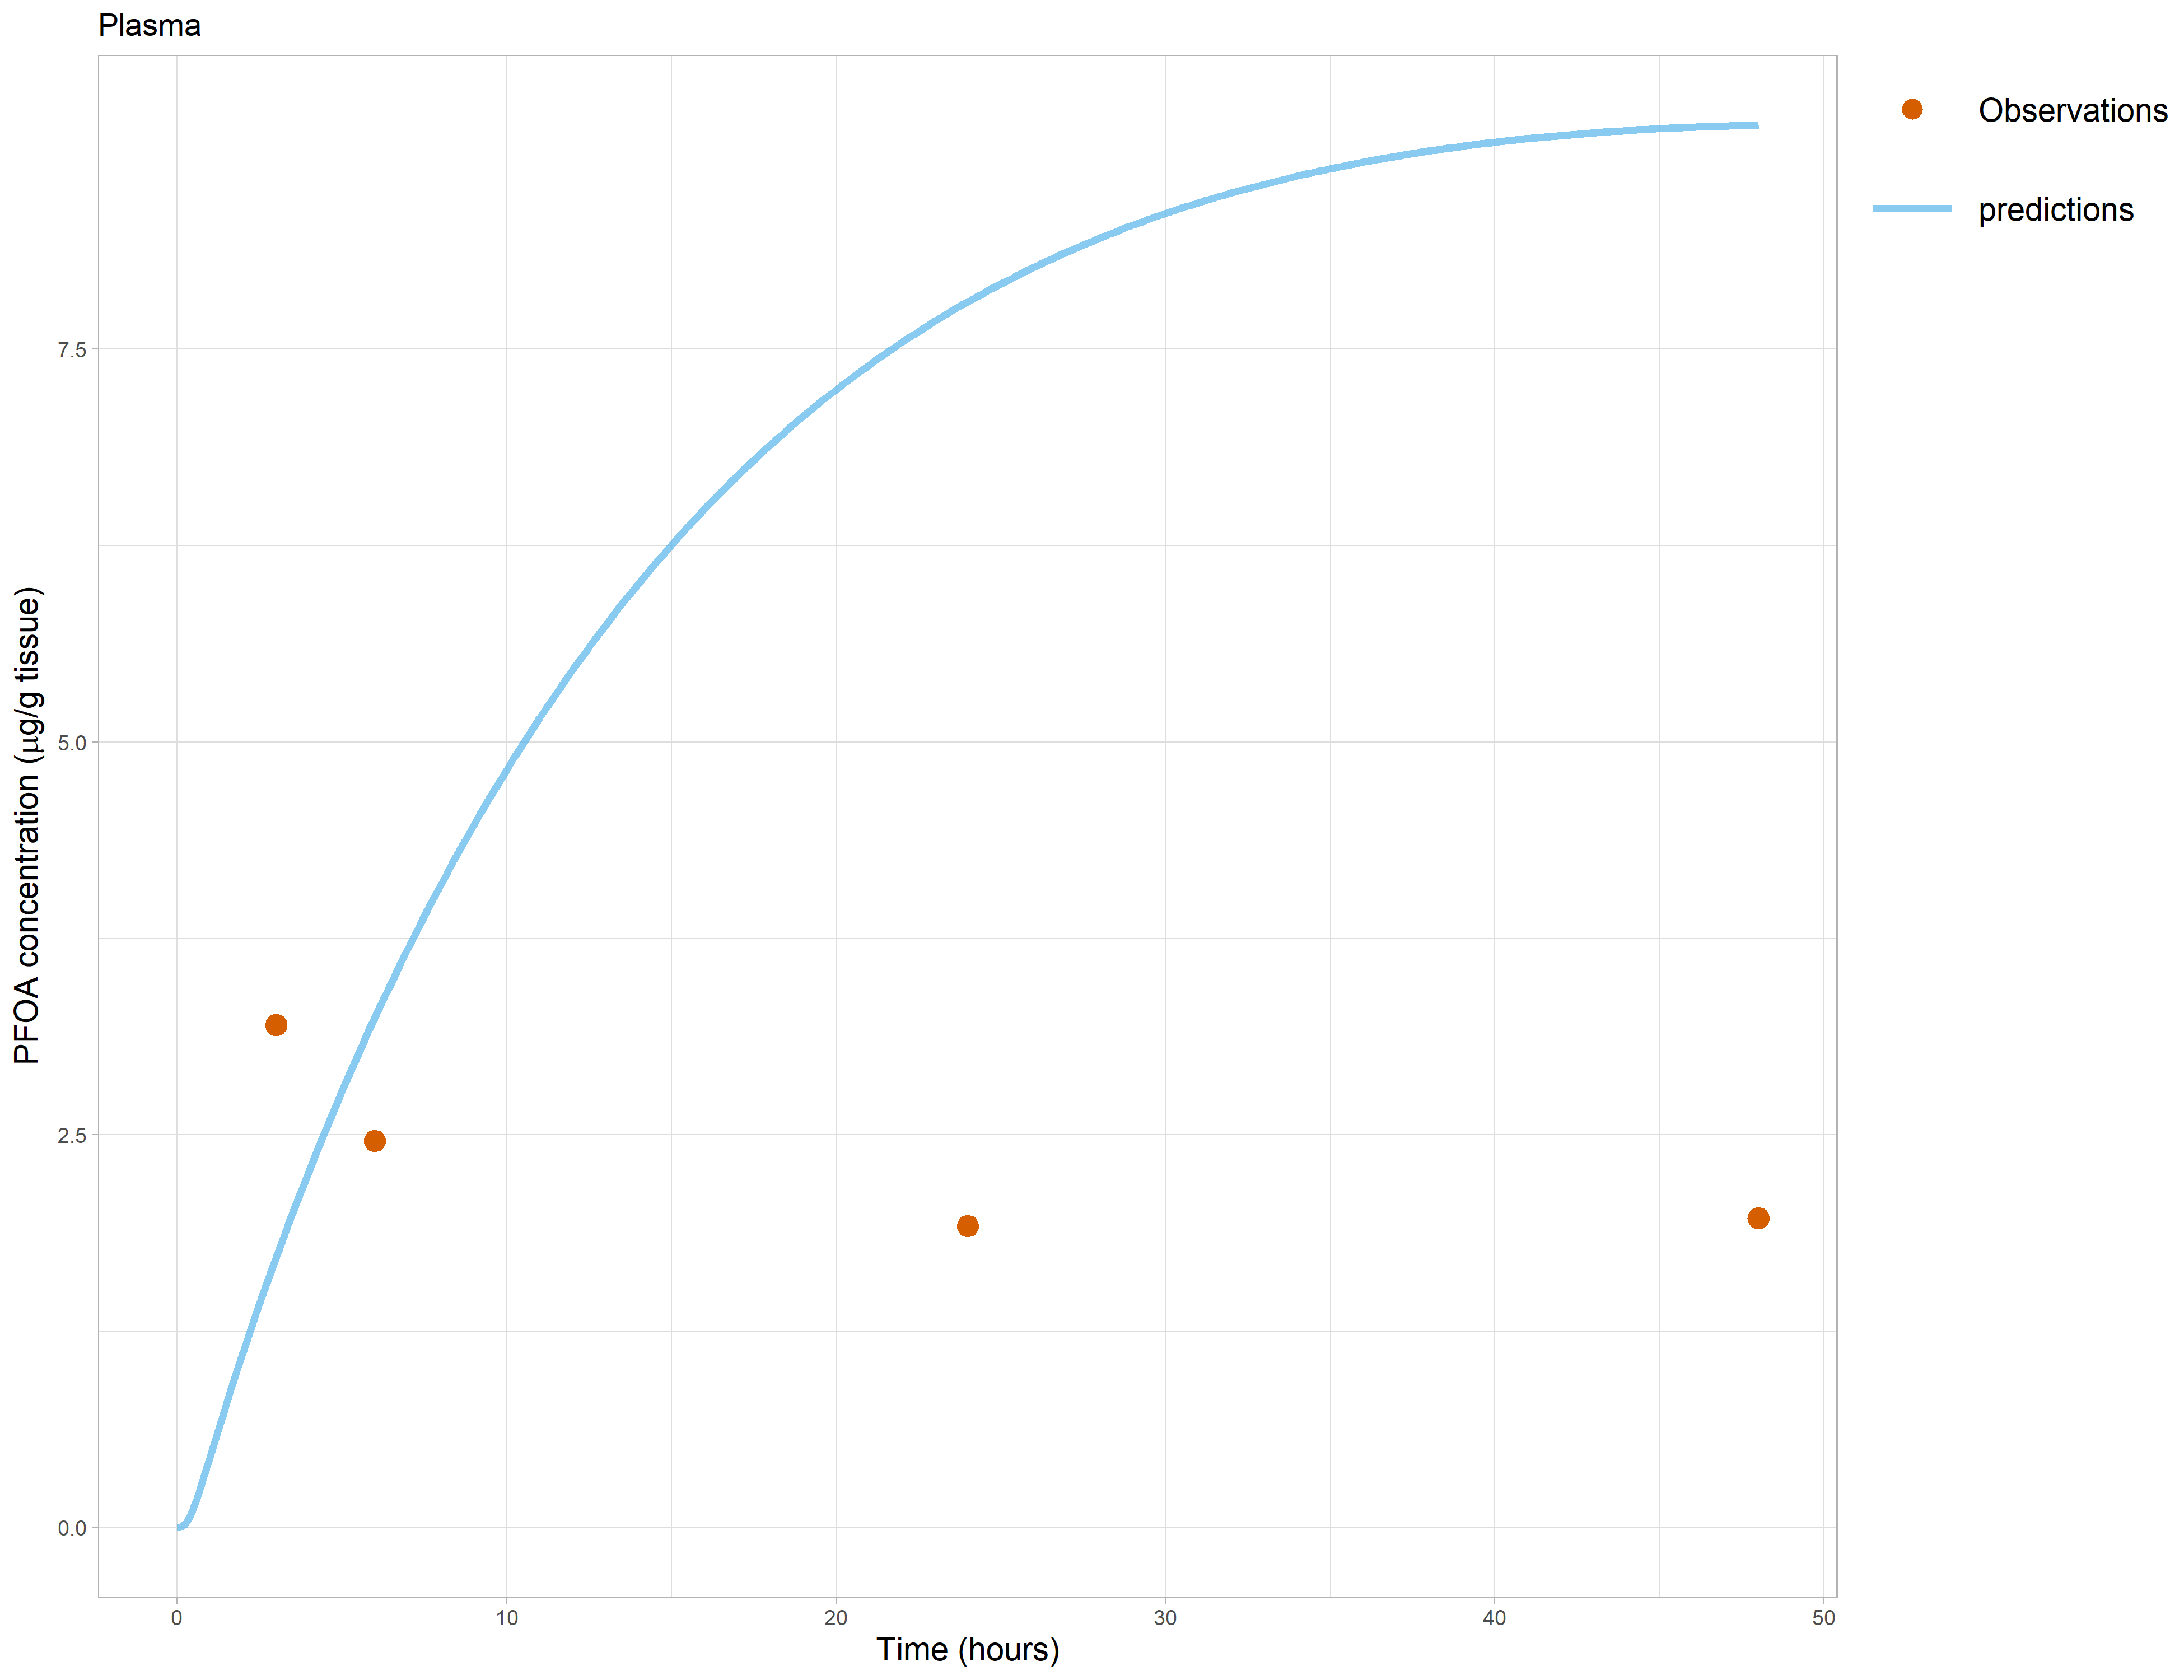 Plasma
Observations
predictions
PFOA concentration (μg/g tissue)
7.5
5.0
2.5
0.0
0 10 20 30 40 50
Time (hours)